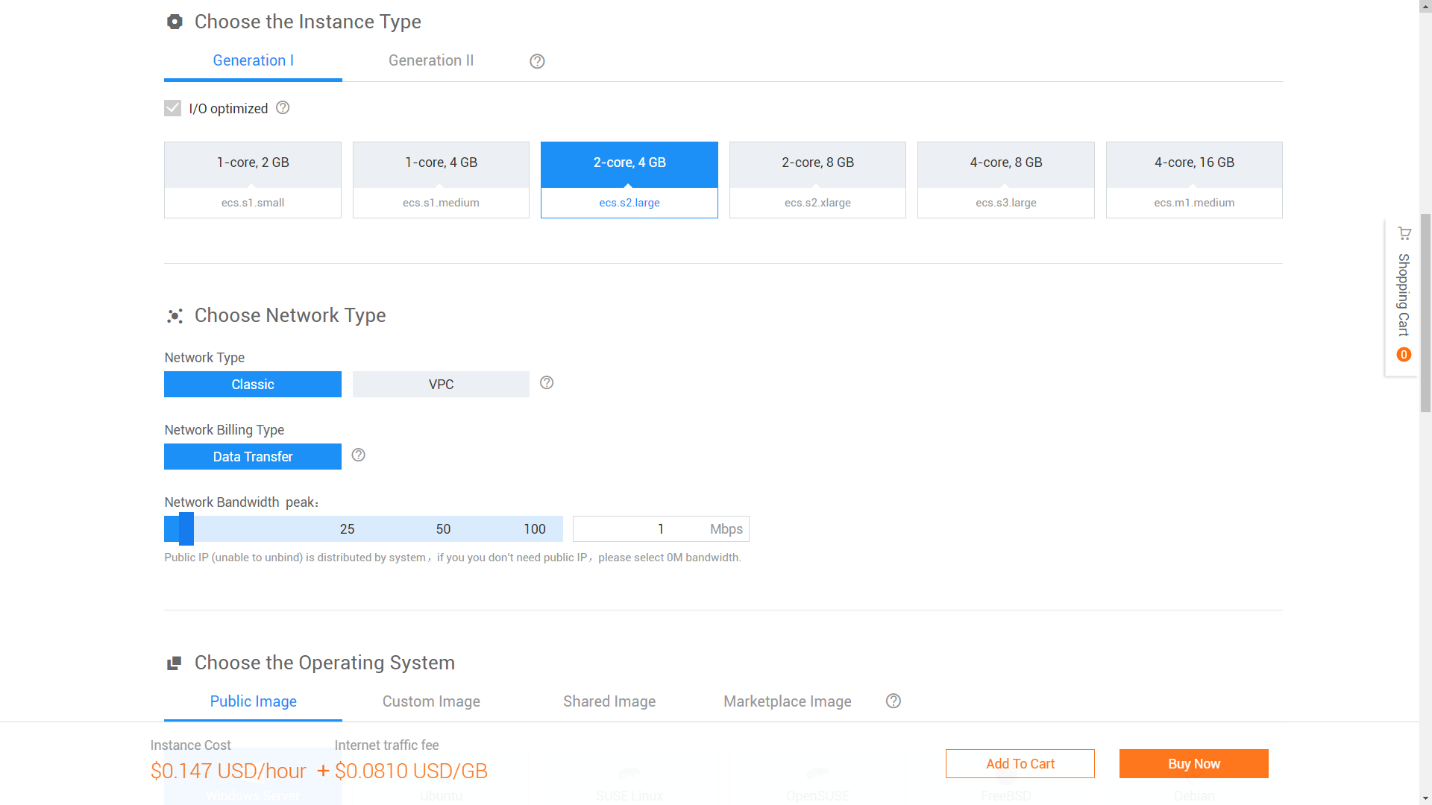 Choose the Instance Type
Generation I
Generation II
I/O optimized
1-core, 2 GB
ecs.s1.small
1-core, 4 GB
ecs.s1.medium
2-core, 4 GB
ecs.s2.large
2-core, 8 GB
ecs.s2.xlarge
4-core, 8 GB
ecs.s3.large
4-core, 16 GB
ecs.m1.medium
Shopping Cart
0
Choose Network Type
Network Type
Classic
VPC
Network Billing Type
Data Transfer
Network Bandwidth peak：
25
50
100
1
Mbps
Public IP (unable to unbind) is distributed by system，if you you don't need public IP，please select 0M bandwidth.
Choose the Operating System
Public Image
Custom Image
Shared Image
Marketplace Image
Instance Cost
Internet traffic fee
$0.147 USD/hour + $0.0810 USD/GB
Add To Cart
Buy Now
Windows Server
Ubuntu
SUSE Linux
OpenSUSE
FreeBSD
Debian